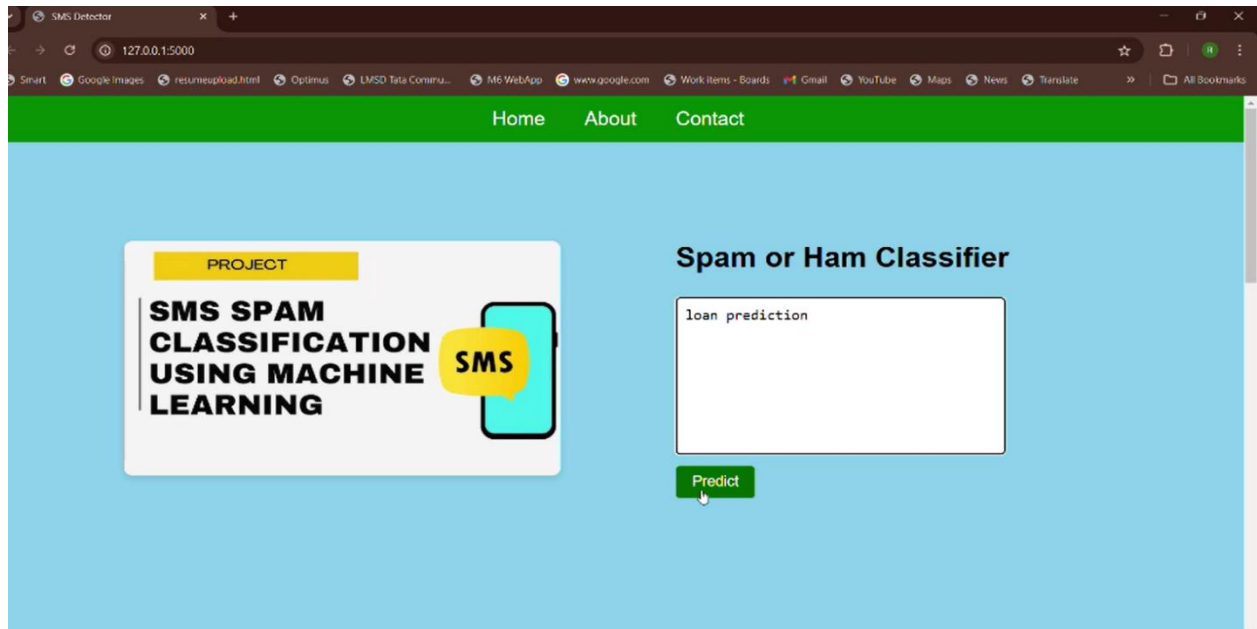 SMS Detector
127.0.0.1:5000
Smart Google Images resumeupload.html Optimus LMSD Tata Commu... M6 WebApp www.google.com Work items - Boards Gmail YouTube Maps News Translate » All Bookmarks
Home About Contact
PROJECT
SMS SPAM
CLASSIFICATION
USING MACHINE
LEARNING
SMS
Spam or Ham Classifier
loan prediction
Predict